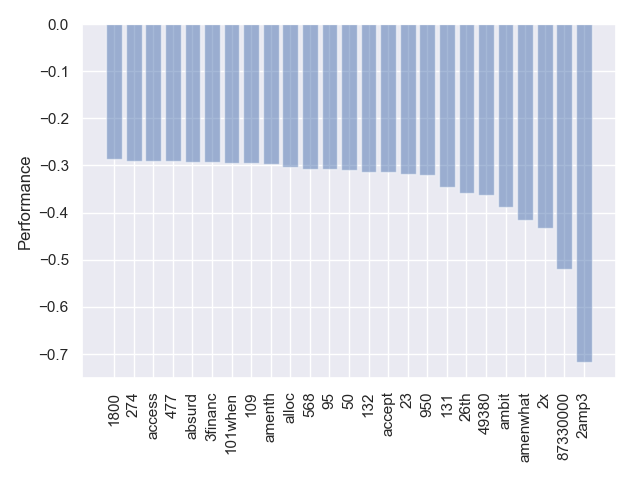 0.0
−0.1
−0.2
−0.3
−0.4
−0.5
−0.6
−0.7
Performance
1800
274
access
477
absurd
3financ
101when
109
amenth
alloc
568
95
50
132
accept
23
950
131
26th
49380
ambit
amenwhat
2x
87330000
2amp3